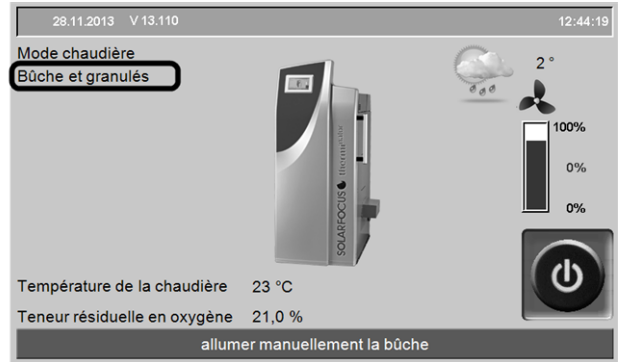 28.11.2013 V 13.110 12:44:19
Mode chaudière
Bûche et granulés
2 °
100%
0%
0%
SOLARFOCUS
Température de la chaudière 23 °C
Teneur résiduelle en oxygène 21,0 %
allumer manuellement la bûche